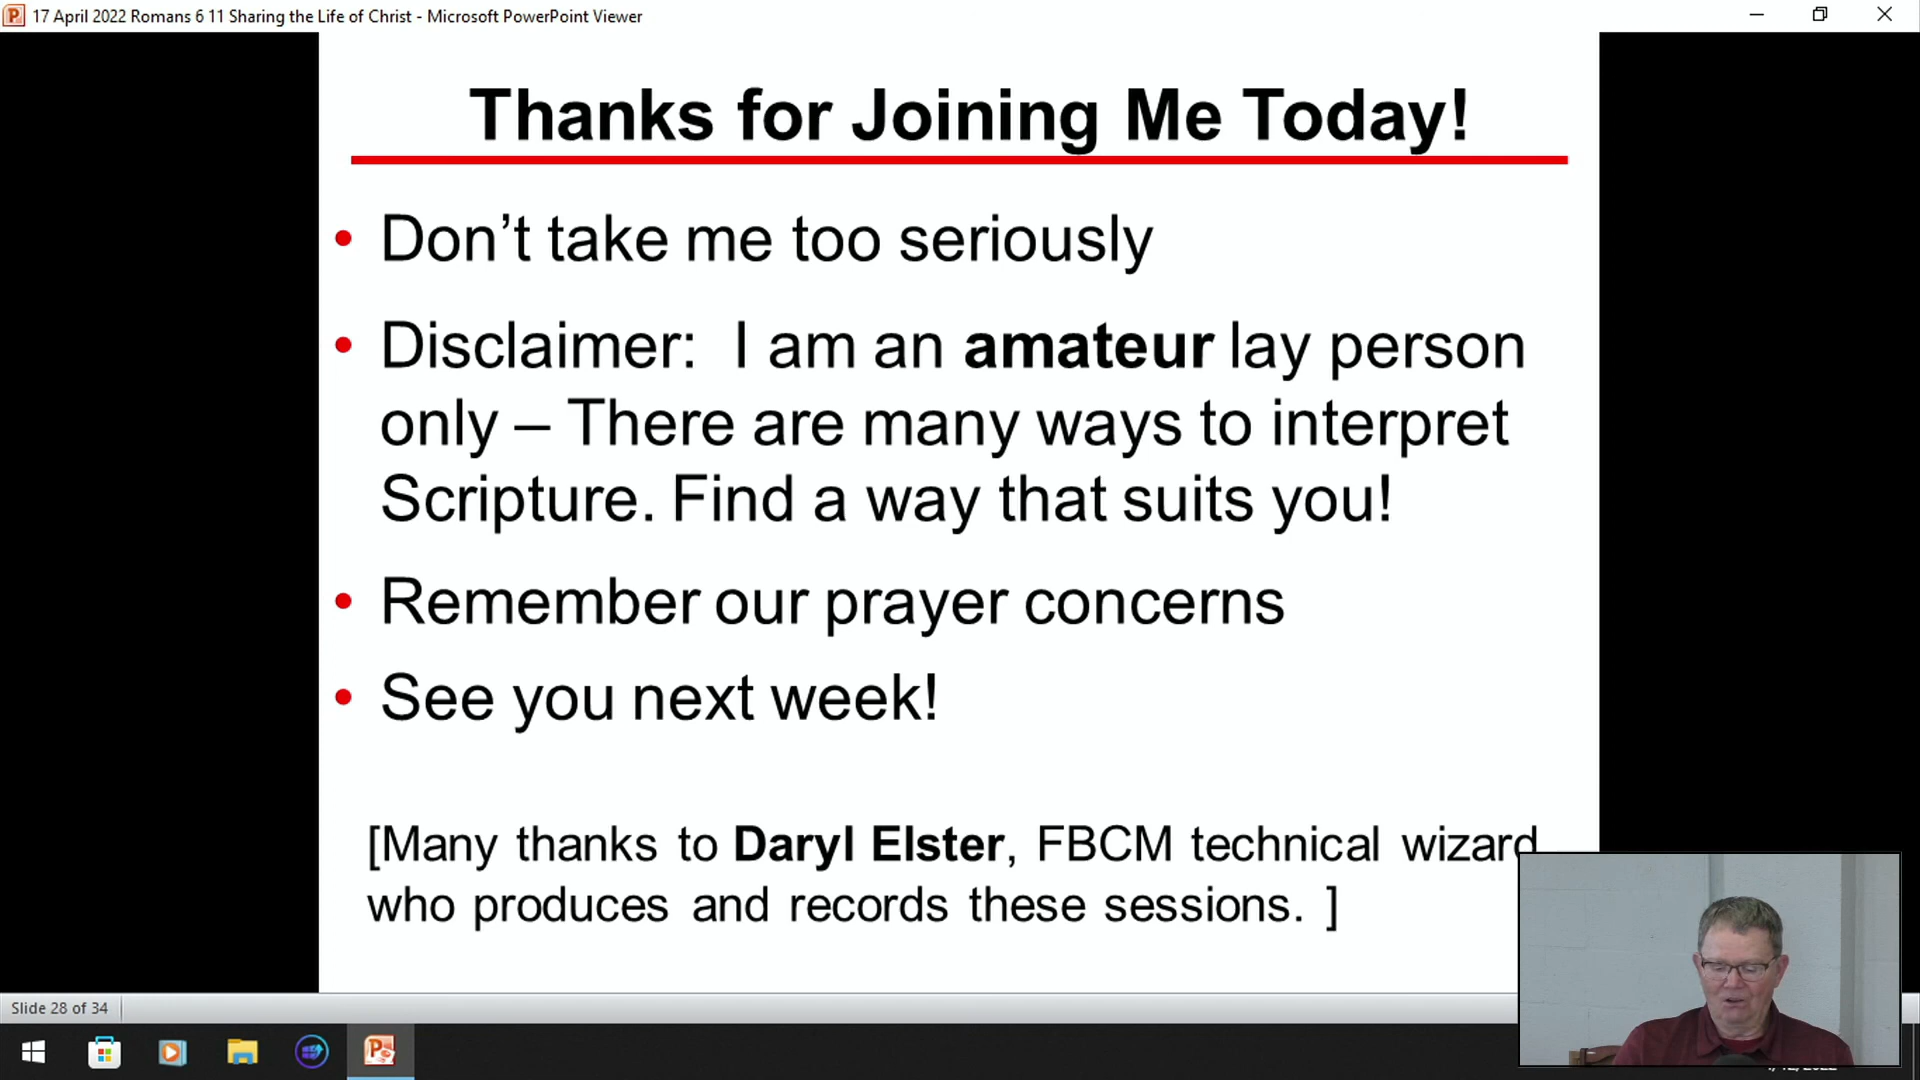 17 April 2022 Romans 6 11 Sharing the Life of Christ - Microsoft PowerPoint Viewer
Thanks for Joining Me Today!
• Don’t take me too seriously
• Disclaimer:  I am an amateur lay person
only – There are many ways to interpret
Scripture. Find a way that suits you!
• Remember our prayer concerns
• See you next week!
[Many thanks to Daryl Elster, FBCM technical wizard
who produces and records these sessions. ]
Slide 28 of 34